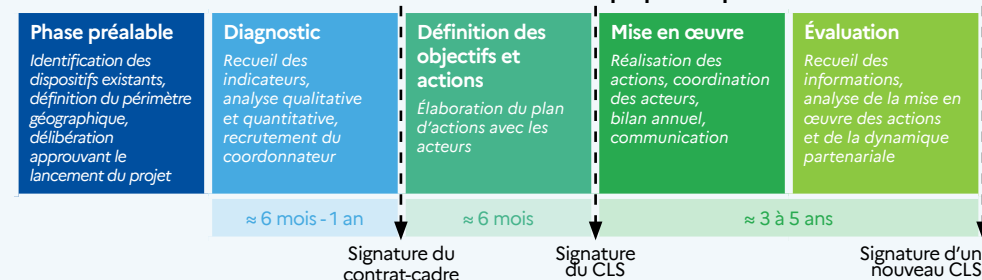 Phase préalable
Identification des
dispositifs existants,
définition du périmètre
géographique,
délibération
approuvant le
lancement du projet
Diagnostic
Recueil des
indicateurs,
analyse qualitative
et quantitative,
recrutement du
coordonnateur
Définition des
objectifs et
actions
Élaboration du plan
d'actions avec les
acteurs
Mise en œuvre
Réalisation des
actions, coordination
des acteurs,
bilan annuel,
communication
Évaluation
Recueil des
informations,
analyse de la mise en
œuvre des actions
et de la dynamique
partenariale
≈ 6 mois - 1 an
≈ 6 mois
≈ 3 à 5 ans
Signature du
contrat-cadre
Signature
du CLS
Signature d'un
nouveau CLS